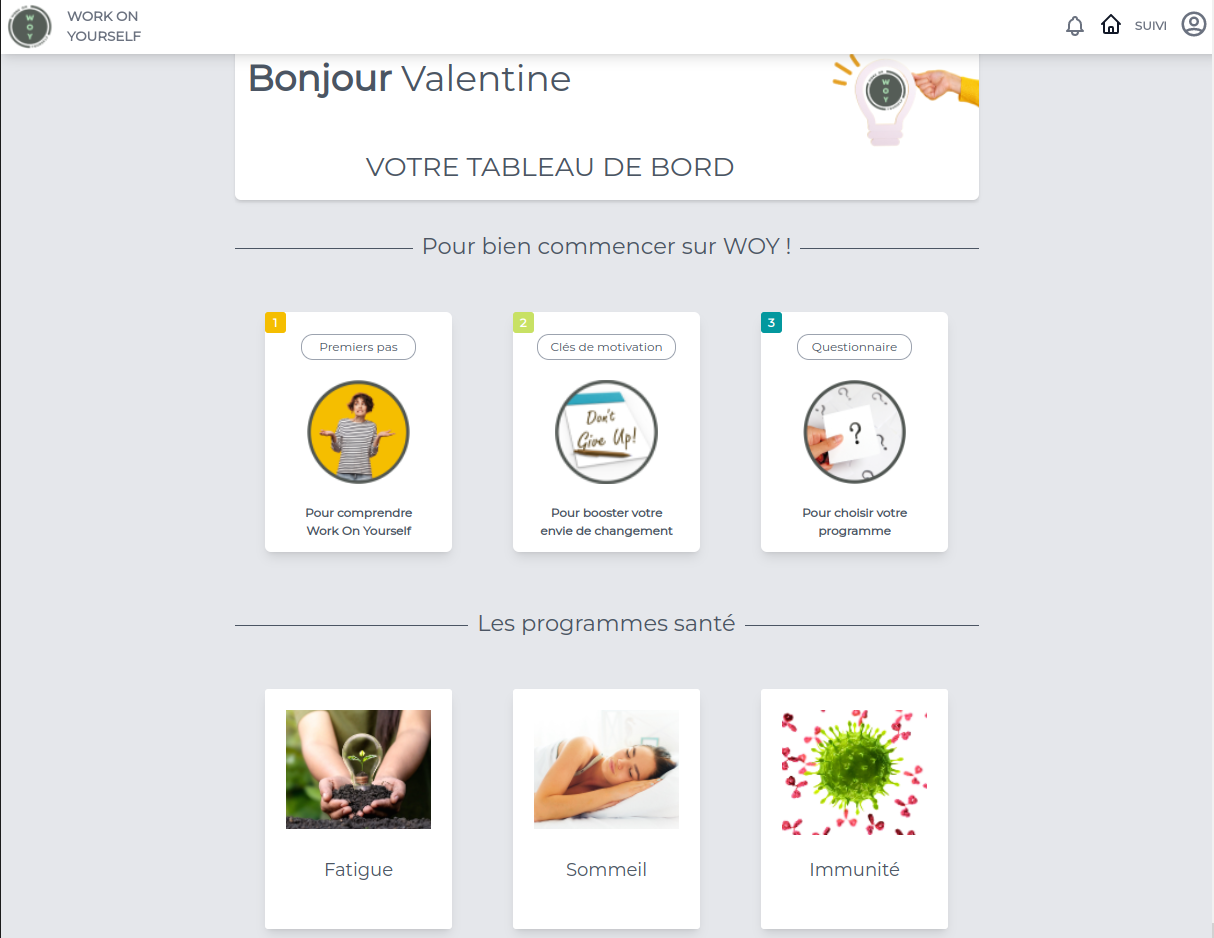 W
O
Y
WORK ON
YOURSELF
SUIVI
Bonjour Valentine
W
O
Y
VOTRE TABLEAU DE BORD
Pour bien commencer sur WOY !
1
2
3
Premiers pas
Clés de motivation
Questionnaire
Don't
Give Up!
?
?
?
?
?
?
Pour comprendre
Work On Yourself
Pour booster votre
envie de changement
Pour choisir votre
programme
Les programmes santé
Fatigue
Sommeil
Immunité